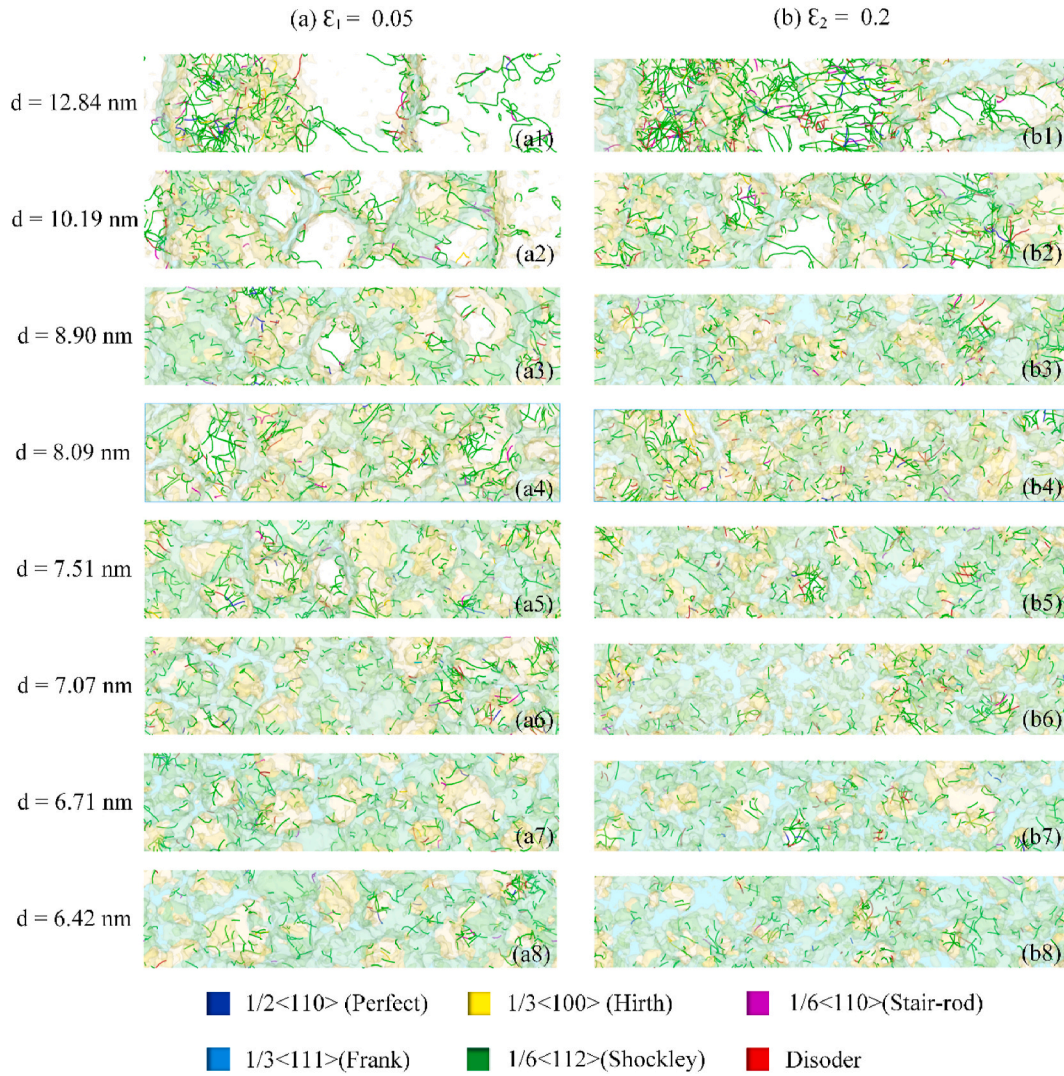 (a) Ɛ₁ = 0.05 (b) Ɛ₂ = 0.2
d = 12.84 nm (a1) (b1)
d = 10.19 nm (a2) (b2)
d = 8.90 nm (a3) (b3)
d = 8.09 nm (a4) (b4)
d = 7.51 nm (a5) (b5)
d = 7.07 nm (a6) (b6)
d = 6.71 nm (a7) (b7)
d = 6.42 nm (a8) (b8)
1/2<110> (Perfect) 1/3<100> (Hirth) 1/6<110>(Stair-rod)
1/3<111>(Frank) 1/6<112>(Shockley) Disoder